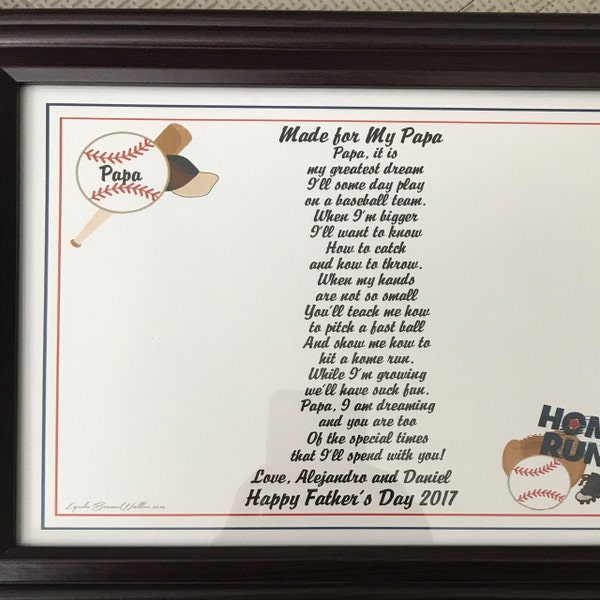 Papa
Made for My Papa
Papa, it is
my greatest dream
I'll some day play
on a baseball team.
When I'm bigger
I'll want to know
How to catch
and how to throw.
When my hands
are not so small
You'll teach me how
to pitch a fast ball
And show me how to
hit a home run.
While I'm growing
we'll have such fun.
Papa, I am dreaming
and you are too
Of the special times
that I'll spend with you!
Love, Alejandro and Daniel
Happy Father's Day 2017
HOM
RUN